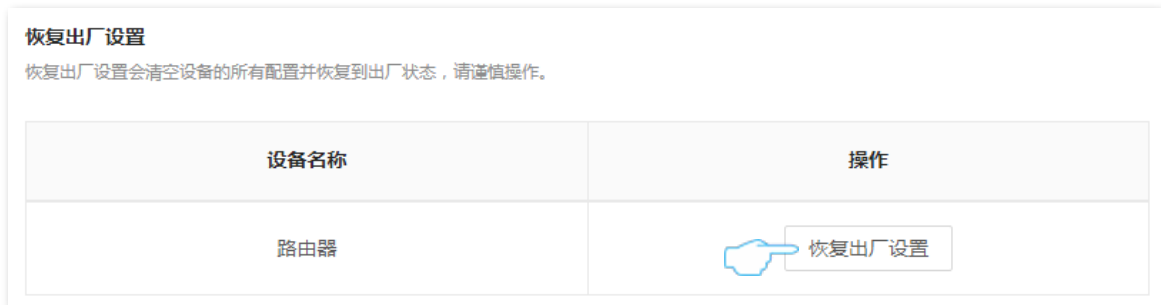 恢复出厂设置
恢复出厂设置会清空设备的所有配置并恢复到出厂状态，请谨慎操作。
设备名称 操作
路由器 恢复出厂设置